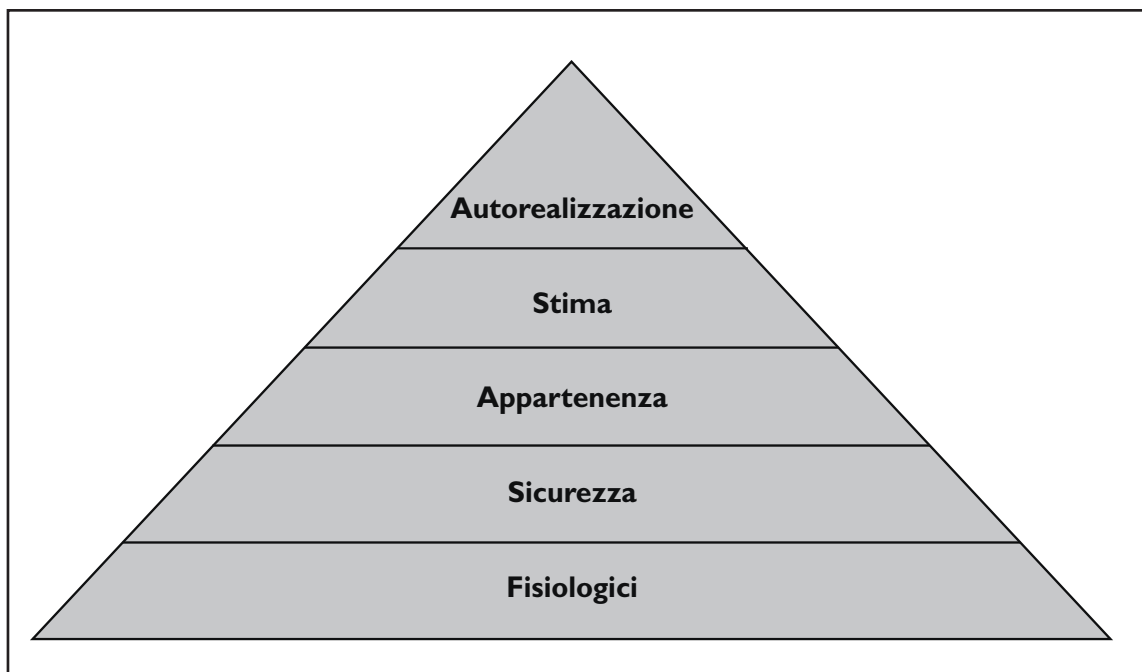 Autorealizzazione
Stima
Appartenenza
Sicurezza
Fisiologici